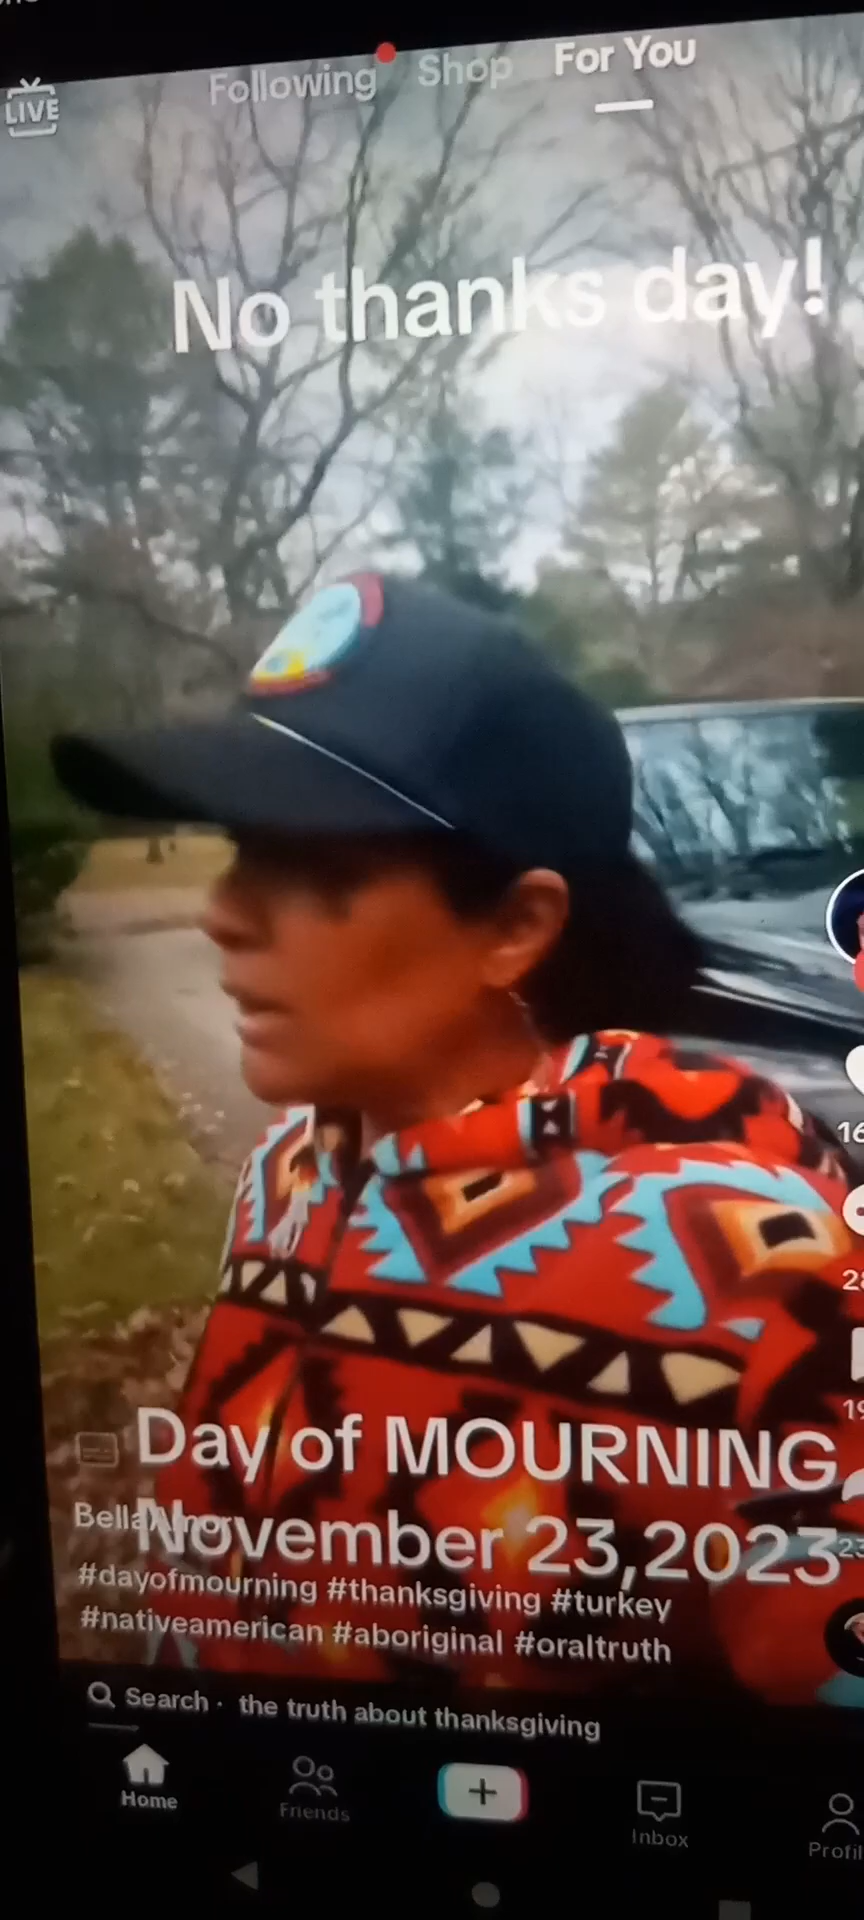 LIVE
Following Shop For You
No thanks day!
Day of MOURNING
November 23,2023
#dayofmourning #thanksgiving #turkey
#nativeamerican #aboriginal #oraltruth
Search · the truth about thanksgiving
Home
Friends
Inbox